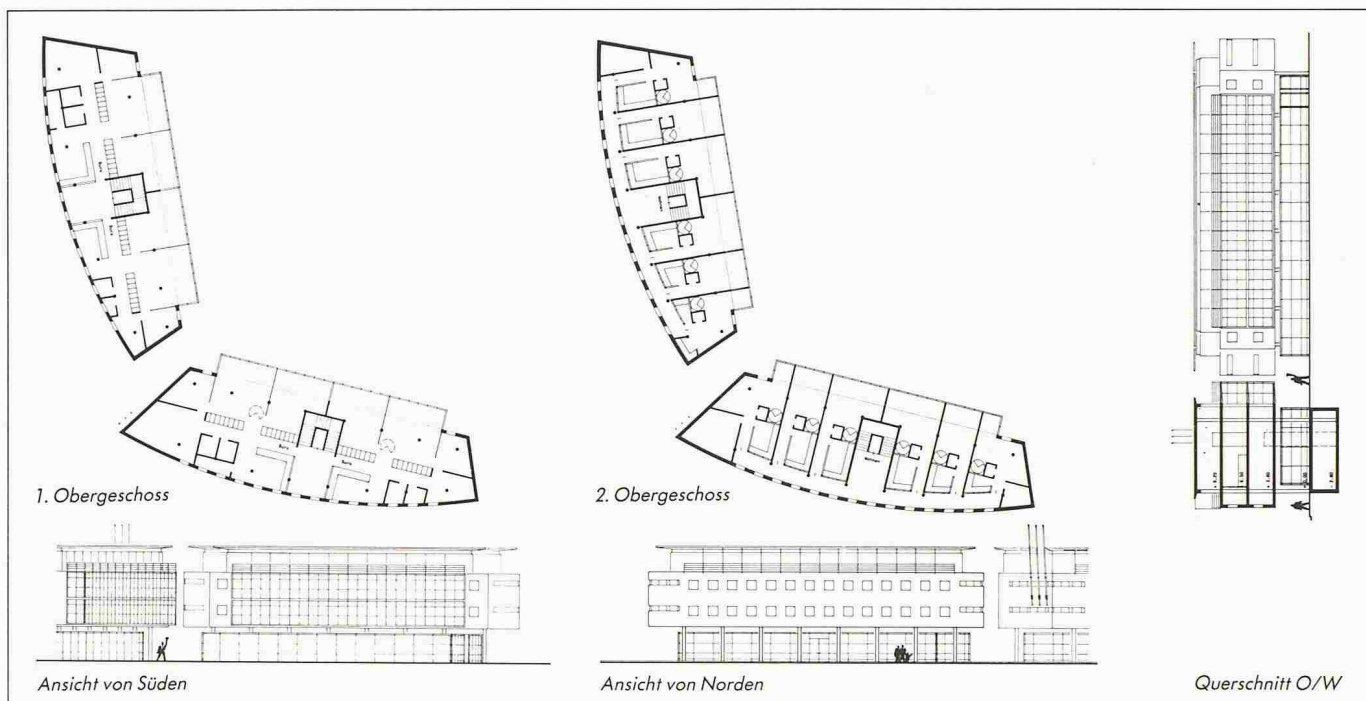 1. Obergeschoss
2. Obergeschoss
Ansicht von Süden
Ansicht von Norden
Querschnitt O/W